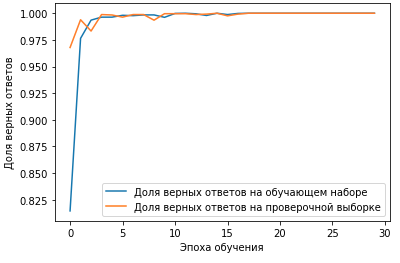 1.000
0.975
0.950
0.925
0.900
0.875
0.850
0.825
Доля верных ответов
Доля верных ответов на обучающем наборе
Доля верных ответов на проверочной выборке
0 5 10 15 20 25 30
Эпоха обучения